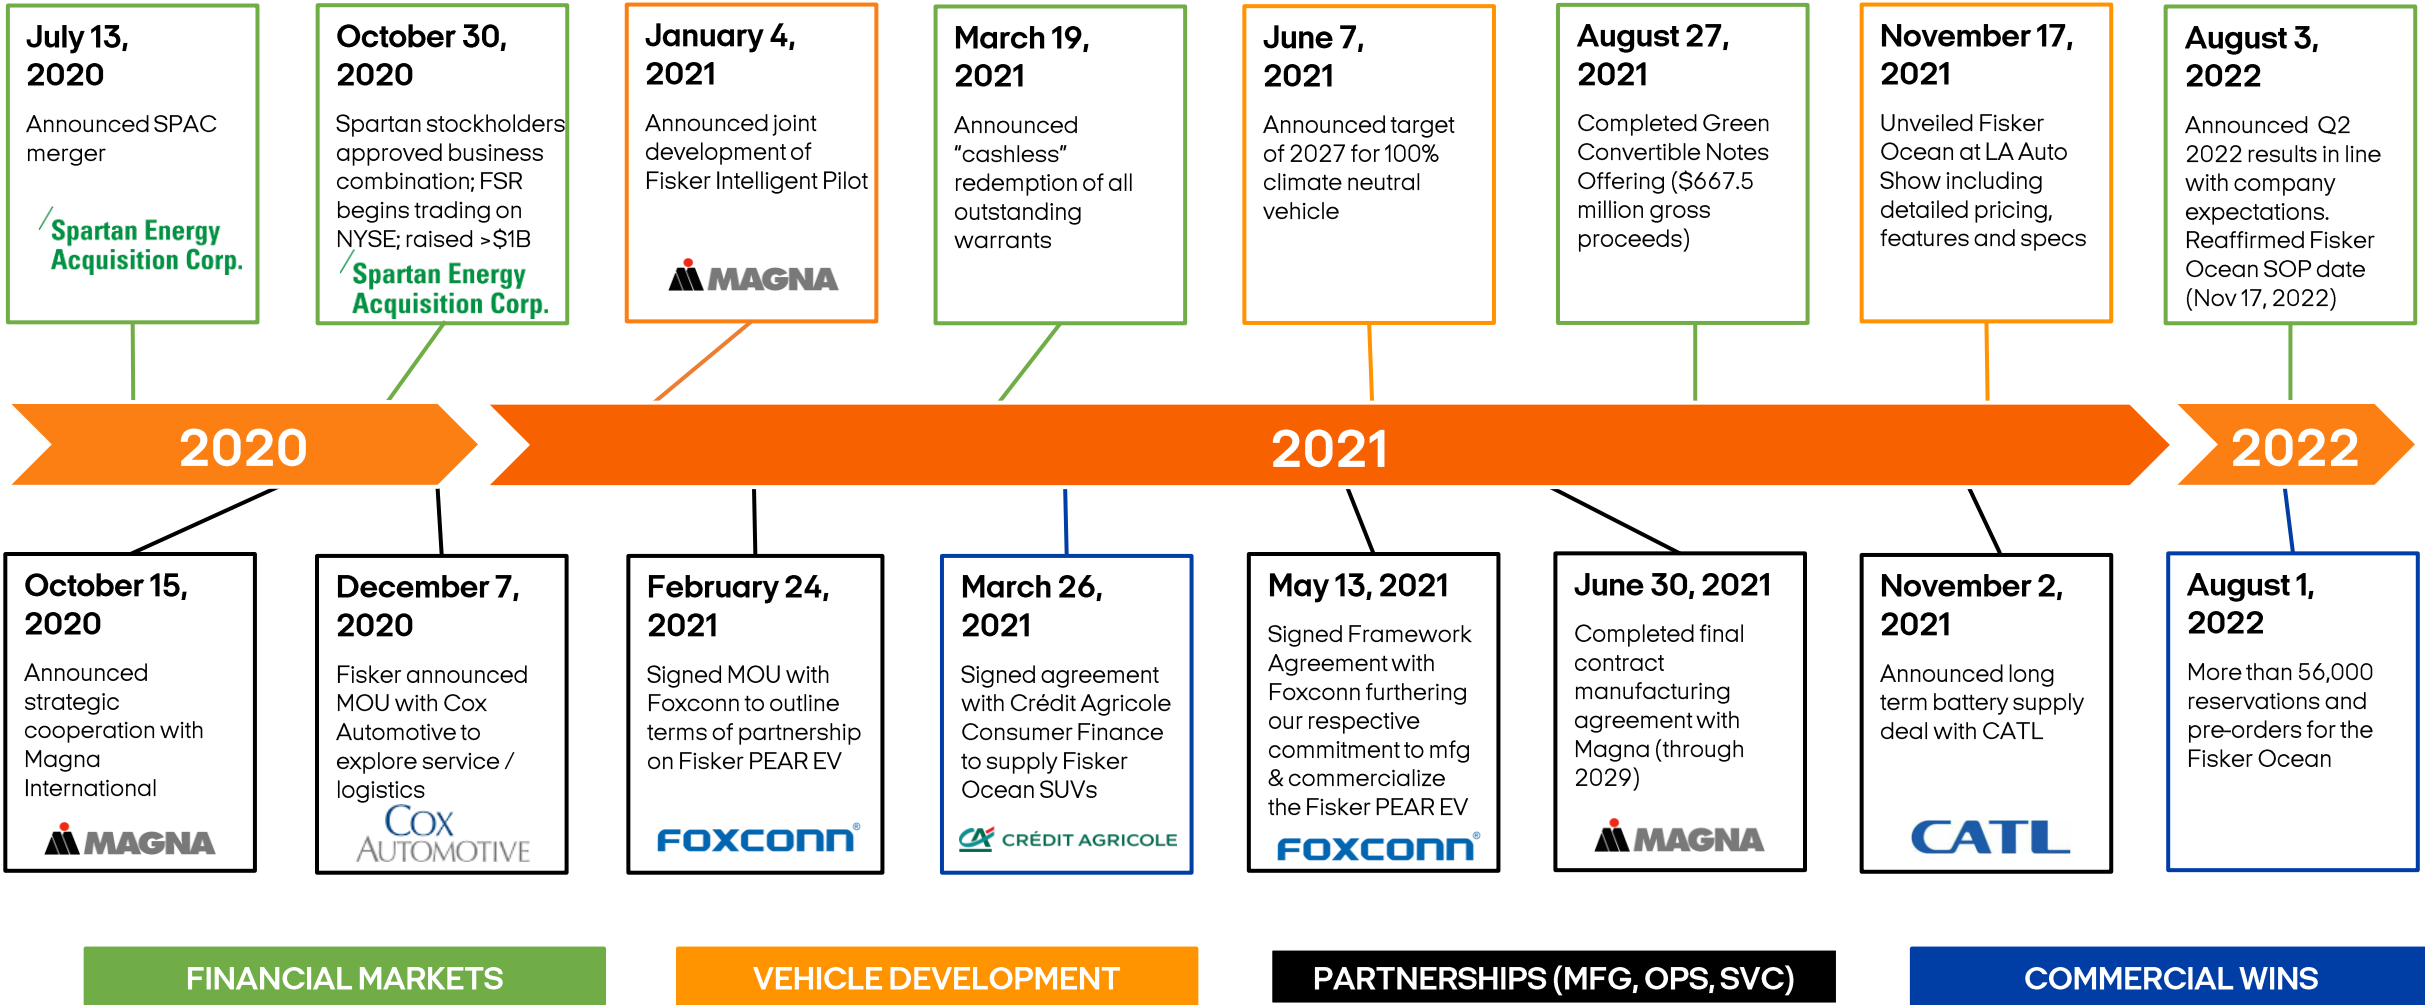 July 13,
2020
Announced SPAC
merger
Spartan Energy
Acquisition Corp.
October 30,
2020
Spartan stockholders
approved business
combination; FSR
begins trading on
NYSE; raised >$1B
Spartan Energy
Acquisition Corp.
January 4,
2021
Announced joint
development of
Fisker Intelligent Pilot
MAGNA
March 19,
2021
Announced
“cashless”
redemption of all
outstanding
warrants
June 7,
2021
Announced target
of 2027 for 100%
climate neutral
vehicle
August 27,
2021
Completed Green
Convertible Notes
Offering ($667.5
million gross
proceeds)
November 17,
2021
Unveiled Fisker
Ocean at LA Auto
Show including
detailed pricing,
features and specs
August 3,
2022
Announced Q2
2022 results in line
with company
expectations.
Reaffirmed Fisker
Ocean SOP date
(Nov 17, 2022)
2020
2021
2022
October 15,
2020
Announced
strategic
cooperation with
Magna
International
MAGNA
December 7,
2020
Fisker announced
MOU with Cox
Automotive to
explore service /
logistics
COX
AUTOMOTIVE
February 24,
2021
Signed MOU with
Foxconn to outline
terms of partnership
on Fisker PEAR EV
FOXCONN®
March 26,
2021
Signed agreement
with Crédit Agricole
Consumer Finance
to supply Fisker
Ocean SUVs
CA CRÉDIT AGRICOLE
May 13, 2021
Signed Framework
Agreement with
Foxconn furthering
our respective
commitment to mfg
& commercialize
the Fisker PEAR EV
FOXCONN®
June 30, 2021
Completed final
contract
manufacturing
agreement with
Magna (through
2029)
MAGNA
November 2,
2021
Announced long
term battery supply
deal with CATL
CATL
August 1,
2022
More than 56,000
reservations and
pre-orders for the
Fisker Ocean
FINANCIAL MARKETS
VEHICLE DEVELOPMENT
PARTNERSHIPS (MFG, OPS, SVC)
COMMERCIAL WINS